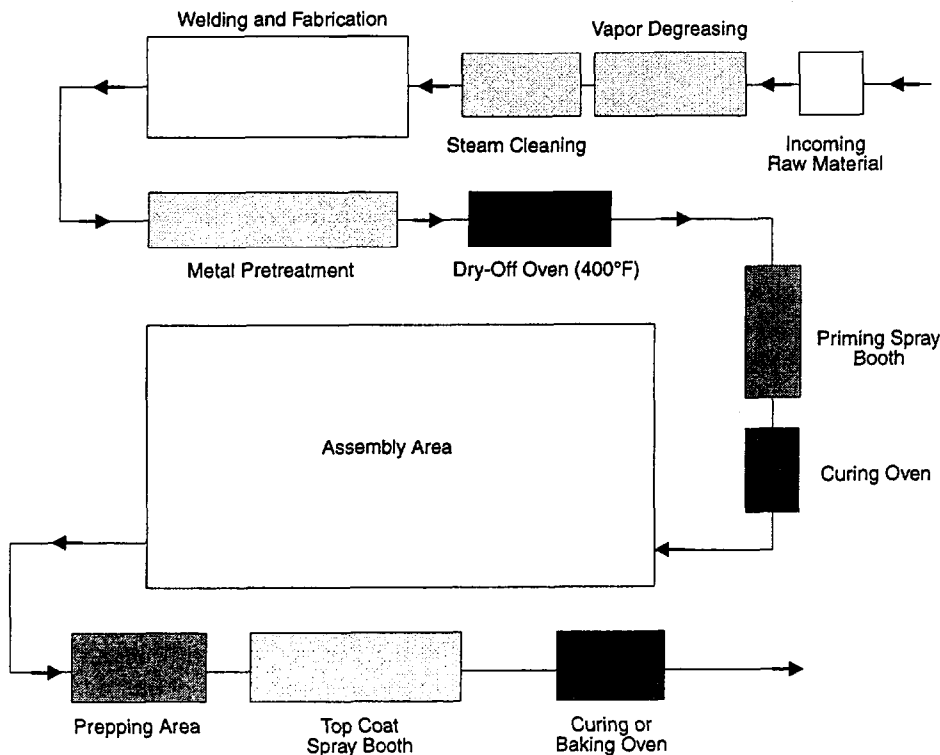 Welding and Fabrication
Vapor Degreasing
Steam Cleaning
Incoming
Raw Material
Metal Pretreatment
Dry-Off Oven (400°F)
Priming Spray
Booth
Assembly Area
Curing Oven
Prepping Area
Top Coat
Spray Booth
Curing or
Baking Oven